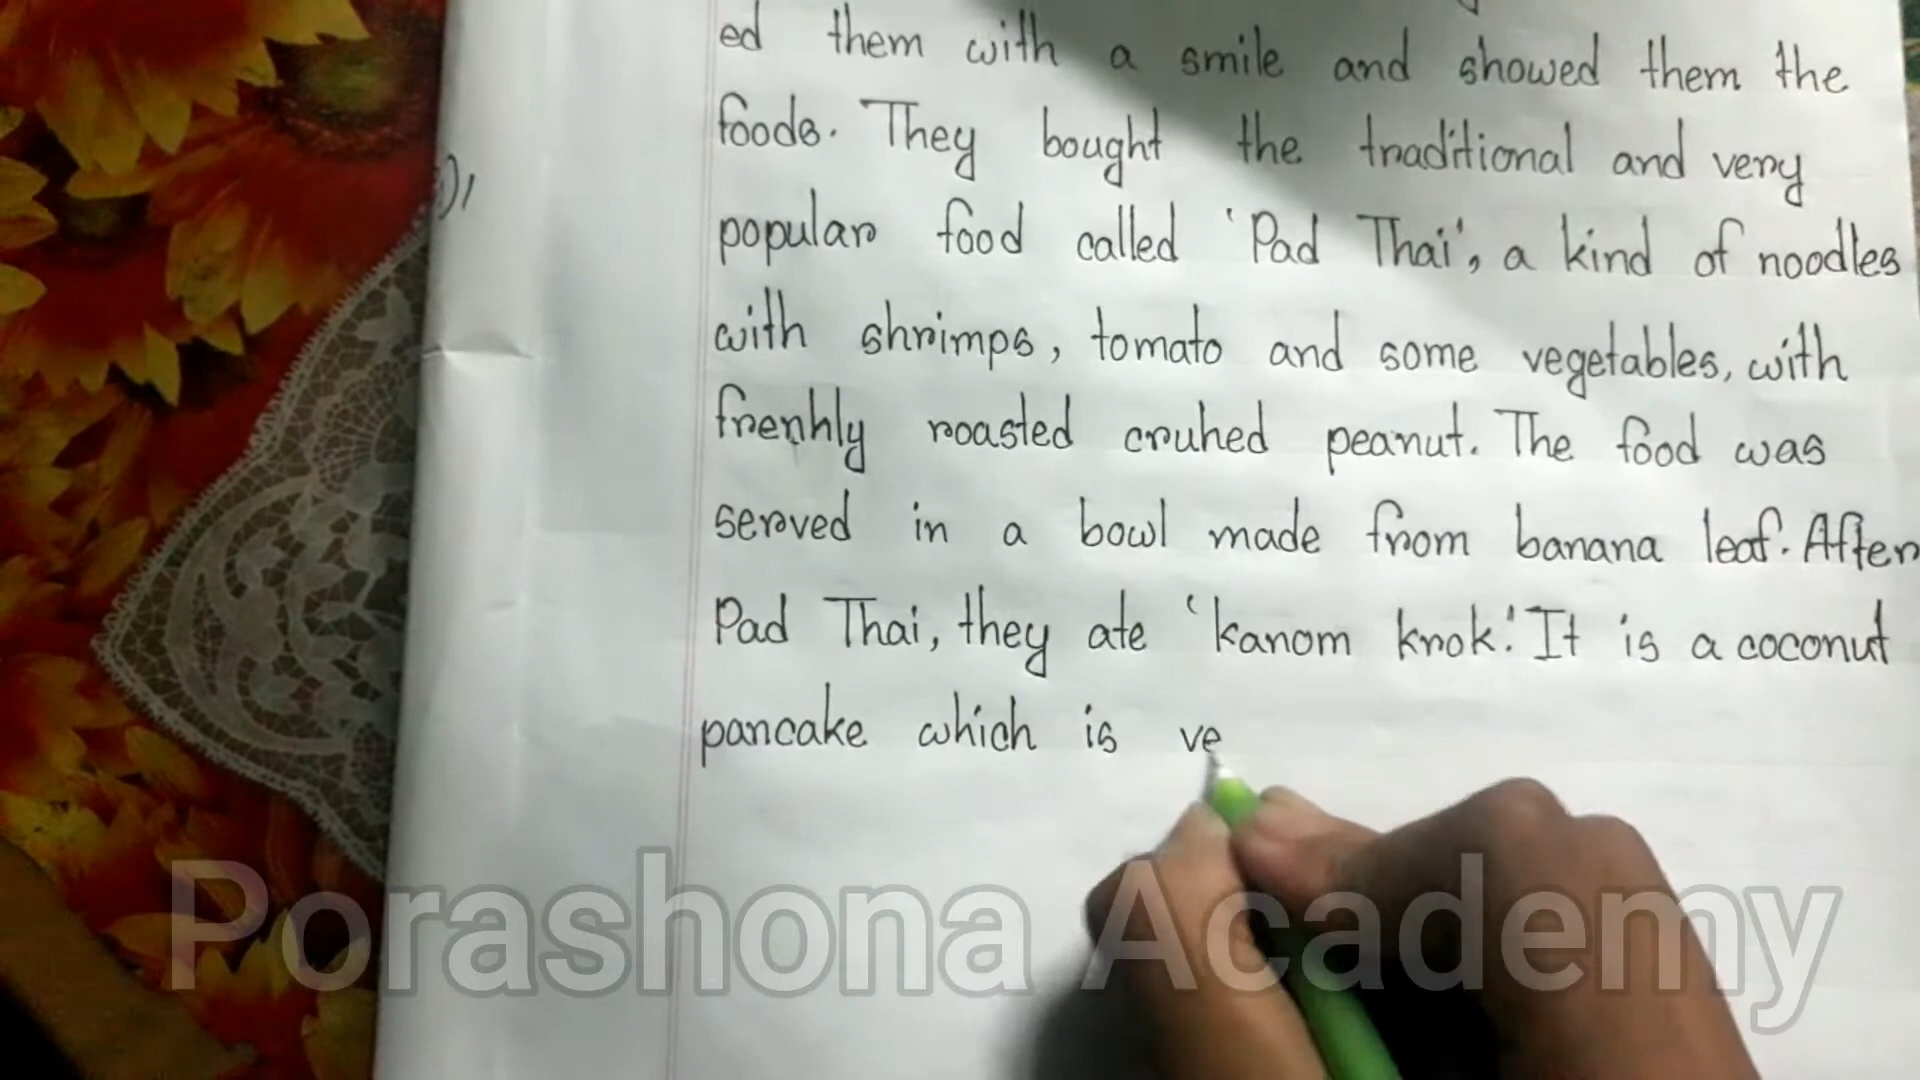 ed them with a smile and showed them the
foods. They bought the traditional and very
popular food called 'Pad Thai', a kind of noodles
with shrimps, tomato and some vegetables, with
frenhly roasted cruhed peanut. The food was
served in a bowl made from banana leaf. After
Pad Thai, they ate 'kanom krok.' It is a coconut
pancake which is ve
Porashona Academy